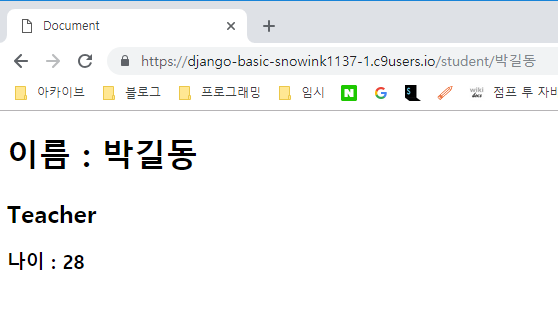 Document
https://django-basic-snowink1137-1.c9users.io/student/박길동
아카이브 블로그 프로그래밍 임시 N G S wiki docs 점프 투 자바
이름 : 박길동
Teacher
나이 : 28